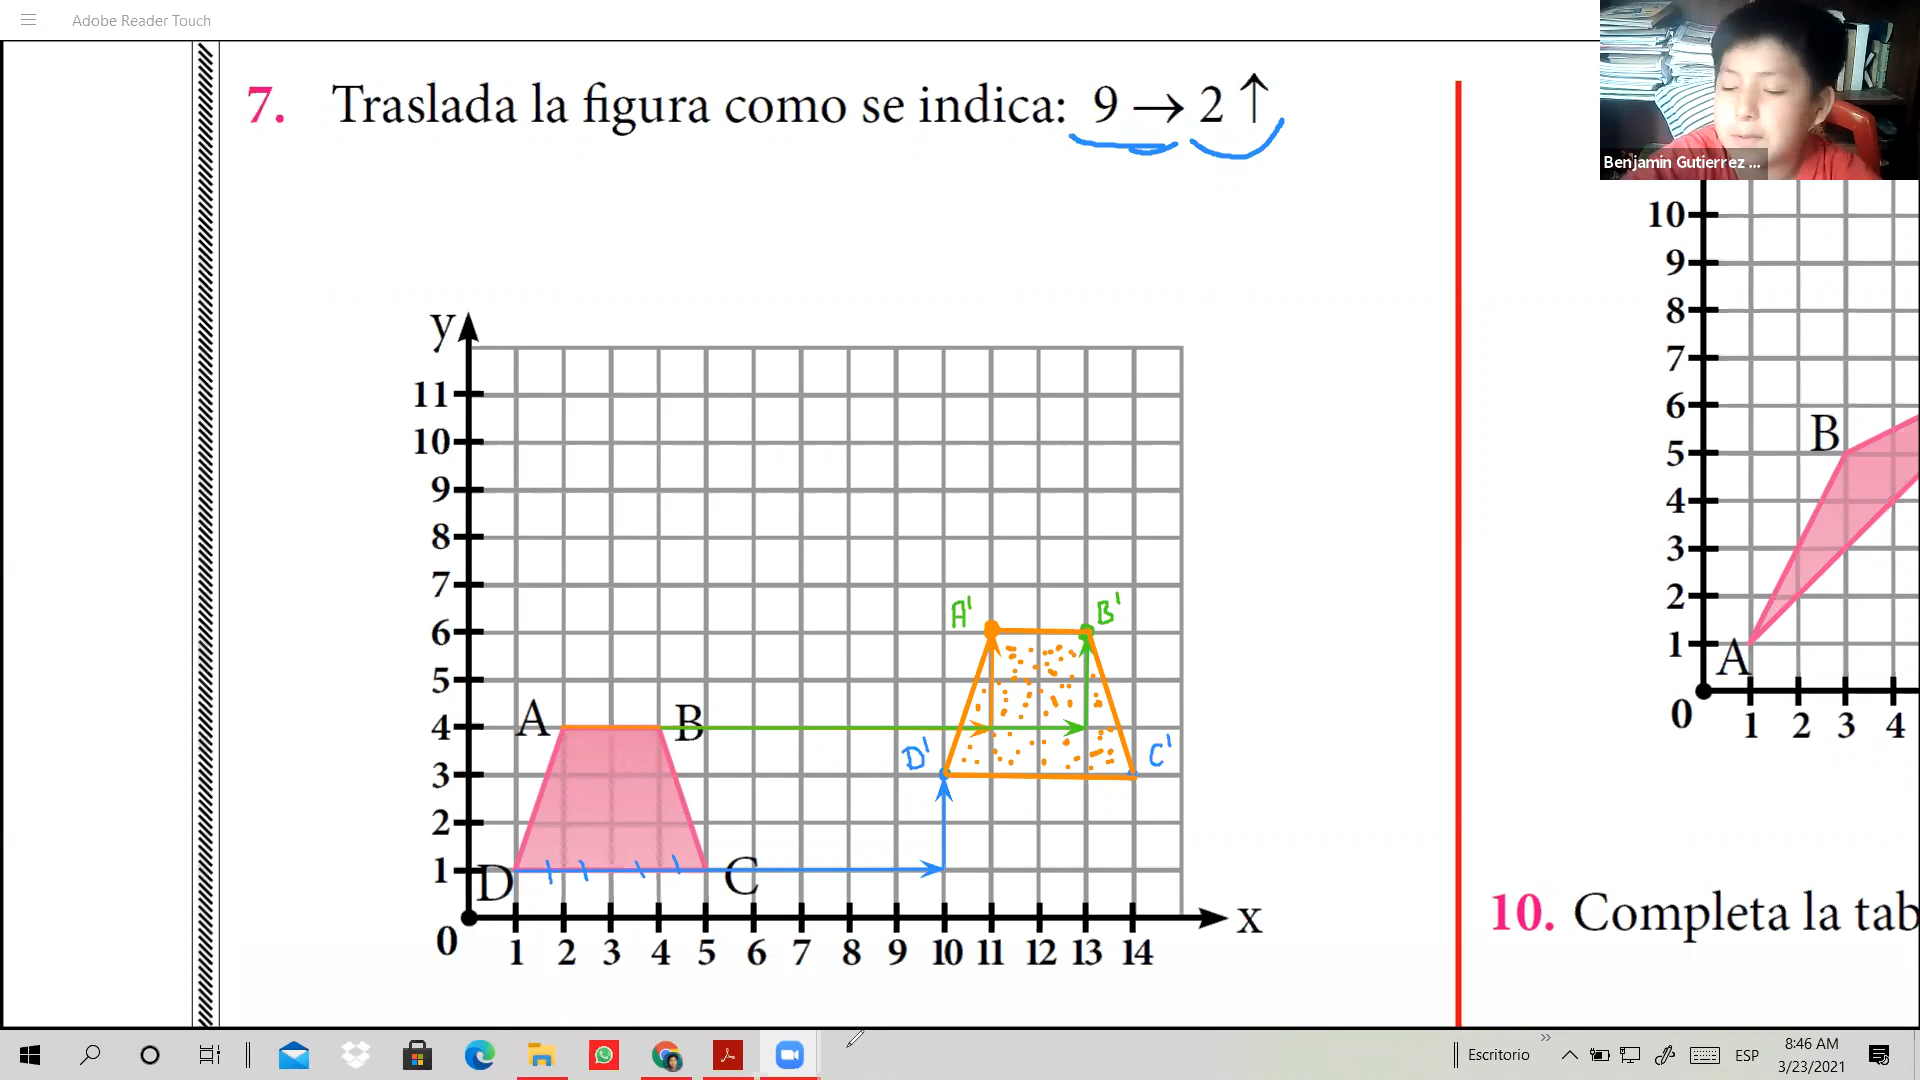 Adobe Reader Touch
7. Traslada la figura como se indica: 9 → 2 ↑
Benjamin Gutierrez ...
y
11
10
9
8
7
6
5
4
3
2
1
0
1 2 3 4 5 6 7 8 9 10 11 12 13 14
x
A
B
C
D
A'
B'
C'
D'
10
9
8
7
6
5
4
3
2
1
0
1 2 3 4
B
A
10. Completa la tab
Escritorio
ESP
8:46 AM
3/23/2021